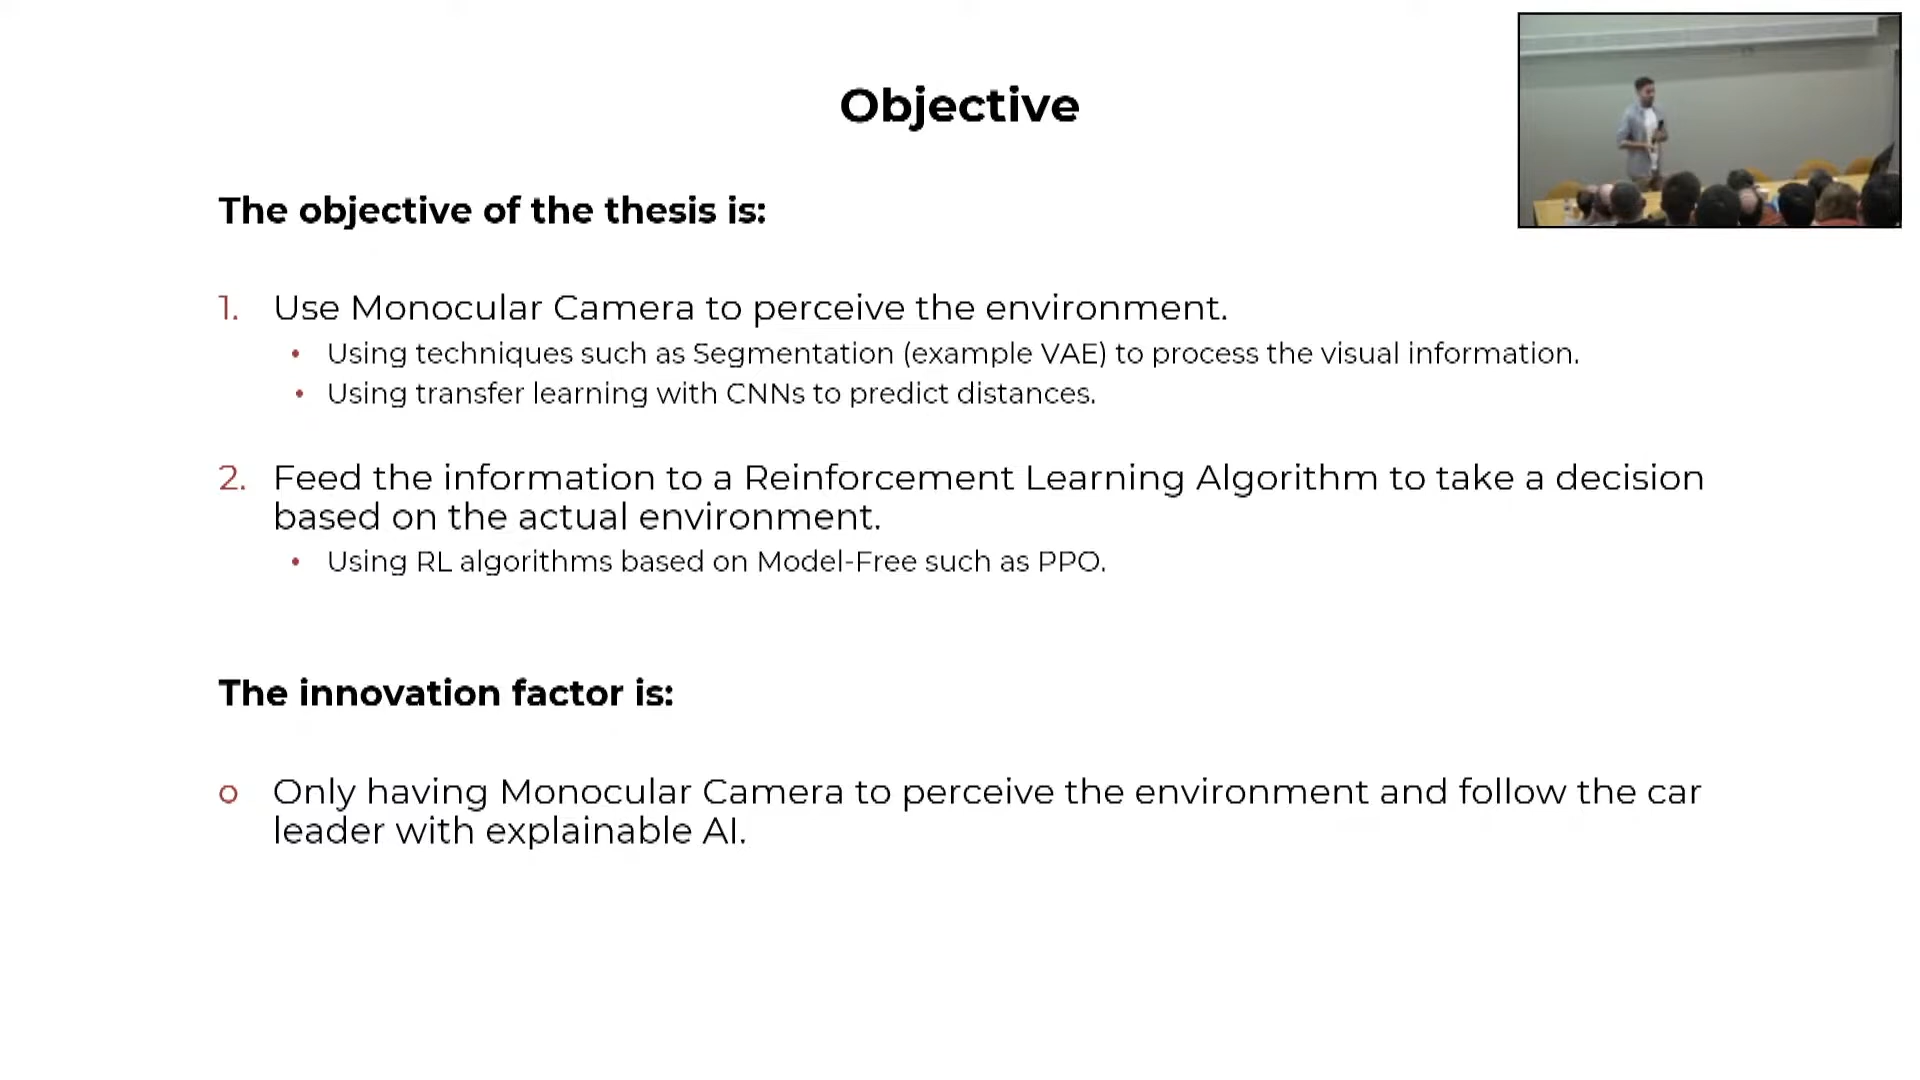 Objective
The objective of the thesis is:
1. Use Monocular Camera to perceive the environment.
• Using techniques such as Segmentation (example VAE) to process the visual information.
• Using transfer learning with CNNs to predict distances.
2. Feed the information to a Reinforcement Learning Algorithm to take a decision
based on the actual environment.
• Using RL algorithms based on Model-Free such as PPO.
The innovation factor is:
o Only having Monocular Camera to perceive the environment and follow the car
leader with explainable AI.